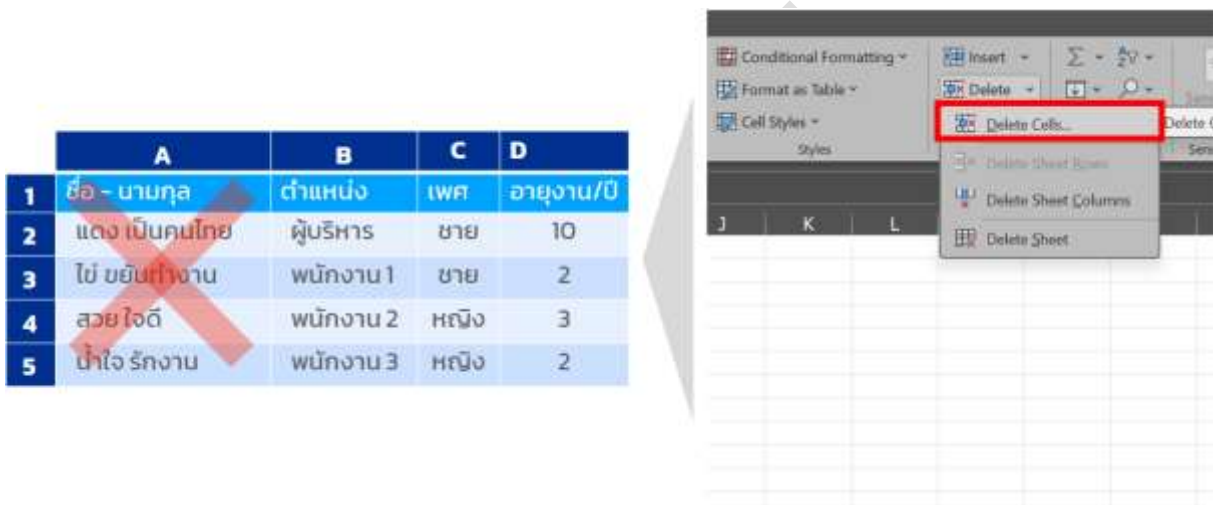 A B C D
1 ชื่อ - นามกุล ตำแหน่ง เพศ อายุงาน/ปี
2 แดง เป็นคนไทย ผู้บริหาร ชาย 10
3 ไข่ ขยันทำงาน พนักงาน 1 ชาย 2
4 สวย ใจดี พนักงาน 2 หญิง 3
5 น้ำใจ รักงาน พนักงาน 3 หญิง 2
Conditional Formatting Insert
Format as Table Delete
Cell Styles Delete Cells... Delete
Styles Delete Sheet Rows
Delete Sheet Columns
J K L
Delete Sheet